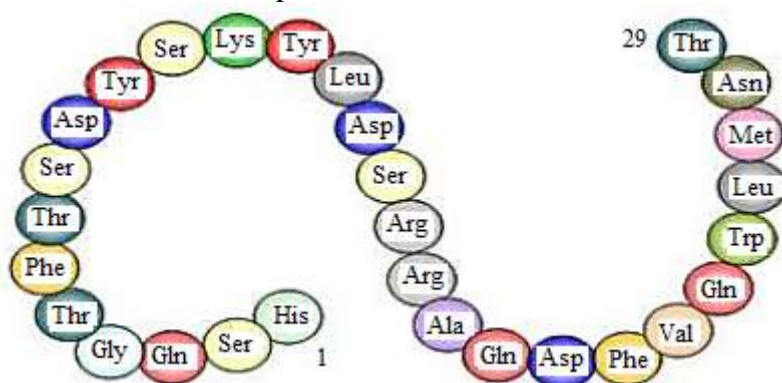 1
His
Ser
Gln
Gly
Thr
Phe
Thr
Ser
Asp
Tyr
Ser
Lys
Tyr
Leu
Asp
Ser
Arg
Arg
Ala
Gln
Asp
Phe
Val
Gln
Trp
Leu
Met
Asn
Thr
29